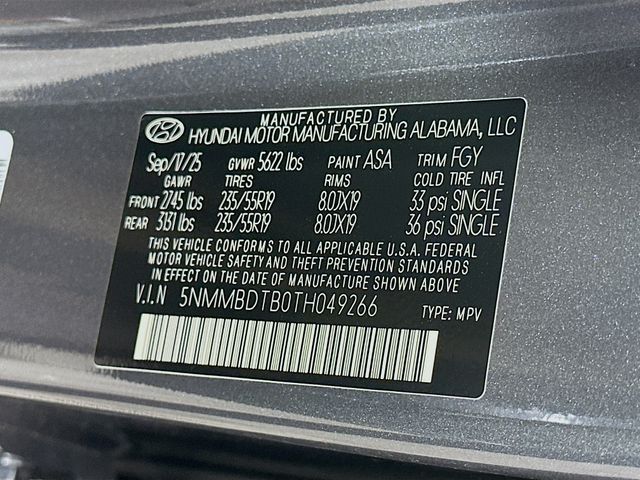 MANUFACTURED BY
HYUNDAI MOTOR MANUFACTURING ALABAMA, LLC
Sep/17/25 GVWR 5622 lbs PAINT ASA TRIM FGY
GAWR TIRES RIMS COLD TIRE INFL
FRONT 2745 lbs 235/55R19 8.0JX19 33 psi SINGLE
REAR 3131 lbs 235/55R19 8.0JX19 36 psi SINGLE
THIS VEHICLE CONFORMS TO ALL APPLICABLE U.S.A. FEDERAL
MOTOR VEHICLE SAFETY AND THEFT PREVENTION STANDARDS
IN EFFECT ON THE DATE OF MANUFACTURE SHOWN ABOVE
V.I.N 5NMMBDTB0TH049266 TYPE: MPV